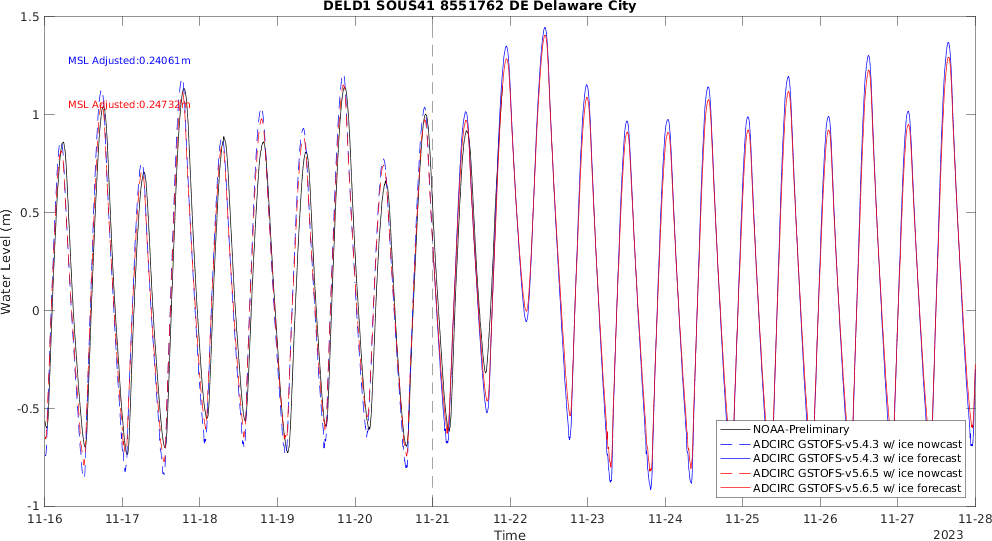 DELD1 SOUS41 8551762 DE Delaware City
1.5
1
0.5
0
-0.5
-1
Water Level (m)
MSL Adjusted:0.24061m
MSL Adjusted:0.24732m
NOAA-Preliminary
ADCIRC GSTOFS-v5.4.3 w/ ice nowcast
ADCIRC GSTOFS-v5.4.3 w/ ice forecast
ADCIRC GSTOFS-v5.6.5 w/ ice nowcast
ADCIRC GSTOFS-v5.6.5 w/ ice forecast
11-16 11-17 11-18 11-19 11-20 11-21 11-22 11-23 11-24 11-25 11-26 11-27 11-28
Time
2023